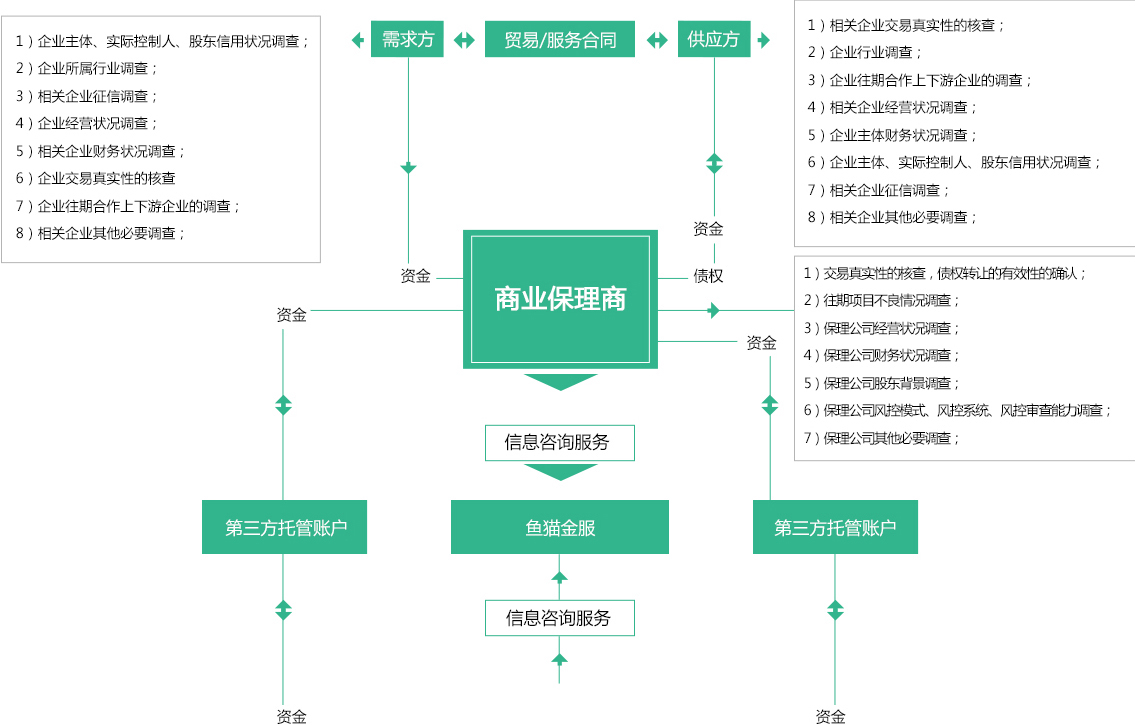 需求方
贸易/服务合同
供应方
1）企业主体、实际控制人、股东信用状况调查；
2）企业所属行业调查；
3）相关企业征信调查；
4）企业经营状况调查；
5）相关企业财务状况调查；
6）企业交易真实性的核查
7）企业往期合作上下游企业的调查；
8）相关企业其他必要调查；
1）相关企业交易真实性的核查；
2）企业行业调查；
3）企业往期合作上下游企业的调查；
4）相关企业经营状况调查；
5）企业主体财务状况调查；
6）企业主体、实际控制人、股东信用状况调查；
7）相关企业征信调查；
8）相关企业其他必要调查；
资金
资金
债权
商业保理商
资金
资金
1）交易真实性的核查，债权转让的有效性的确认；
2）往期项目不良情况调查；
3）保理公司经营状况调查；
4）保理公司财务状况调查；
5）保理公司股东背景调查；
6）保理公司风控模式、风控系统、风控审查能力调查；
7）保理公司其他必要调查；
信息咨询服务
第三方托管账户
鱼猫金服
第三方托管账户
信息咨询服务
资金
资金